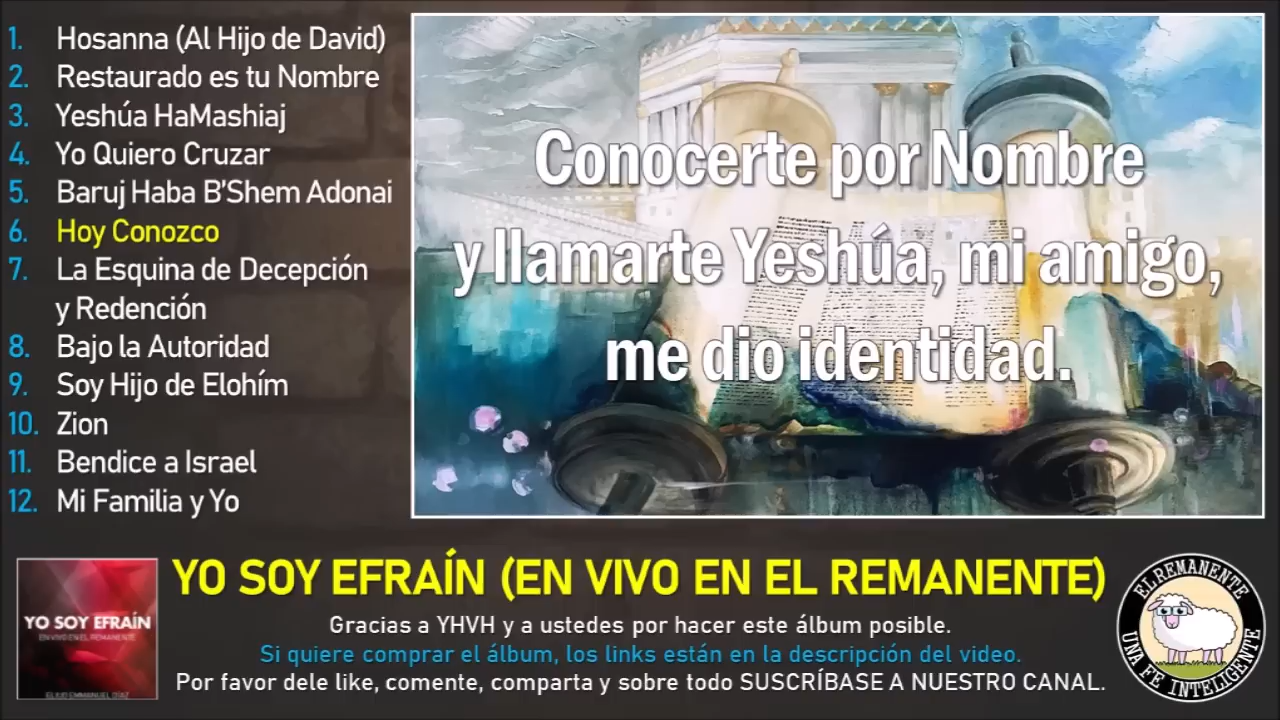 1. Hosanna (Al Hijo de David)
2. Restaurado es tu Nombre
3. Yeshúa HaMashiaj
4. Yo Quiero Cruzar
5. Baruj Haba B'Shem Adonai
6. Hoy Conozco
7. La Esquina de Decepción
y Redención
8. Bajo la Autoridad
9. Soy Hijo de Elohím
10. Zion
11. Bendice a Israel
12. Mi Familia y Yo
Conocerte por Nombre
y llamarte Yeshúa, mi amigo,
me dio identidad.
YO SOY EFRAÍN
EN VIVO EN EL REMANENTE
YO SOY EFRAÍN (EN VIVO EN EL REMANENTE)
Gracias a YHVH y a ustedes por hacer este álbum posible.
Si quiere comprar el álbum, los links están en la descripción del video.
Por favor dele like, comente, comparta y sobre todo SUSCRÍBASE A NUESTRO CANAL.
EL REMANENTE
UNA FE INTELIGENTE